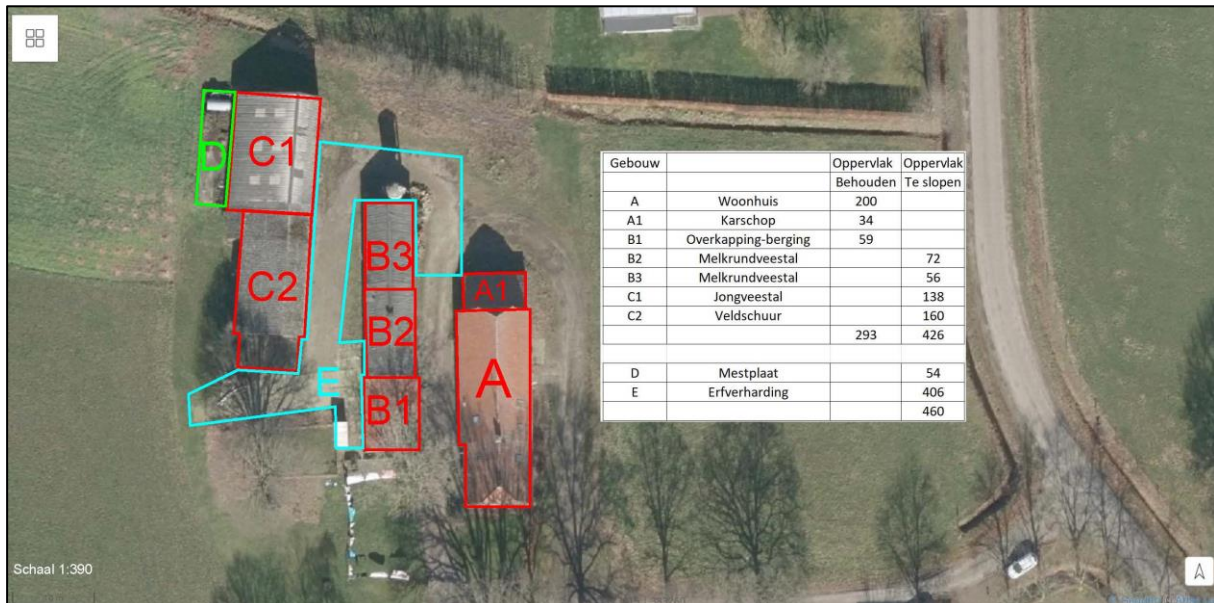 D
C1
C2
B3
B2
B1
E
A1
A
Gebouw Oppervlak Oppervlak
Behouden Te slopen
A Woonhuis 200
A1 Karschop 34
B1 Overkapping-berging 59
B2 Melkrundveestal 72
B3 Melkrundveestal 56
C1 Jongveestal 138
C2 Veldschuur 160
293 426
D Mestplaat 54
E Erfverharding 406
460
Schaal 1:390